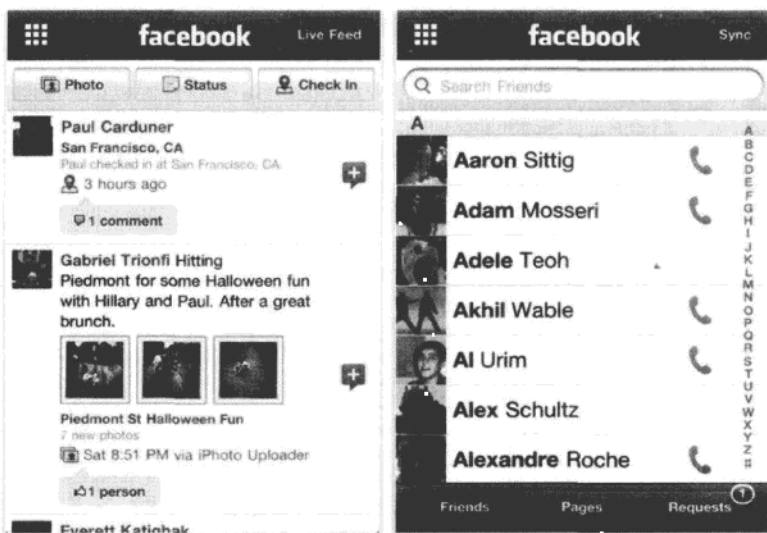 facebook
Live Feed
Photo
Status
Check In
Paul Carduner
San Francisco, CA
Paul checked in at San Francisco, CA.
3 hours ago
1 comment
Gabriel Trionfi Hitting
Piedmont for some Halloween fun
with Hillary and Paul. After a great
brunch.
Piedmont St Halloween Fun
7 new photos
Sat 8:51 PM via iPhoto Uploader
1 person
Everett Katigbak
facebook
Sync
Search Friends
A
Aaron Sittig
Adam Mosseri
Adele Teoh
Akhil Wable
Al Urim
Alex Schultz
Alexandre Roche
A
B
C
D
E
F
G
H
I
J
K
L
M
N
O
P
Q
R
S
T
U
V
W
X
Y
Z
#
Friends
Pages
Requests
1